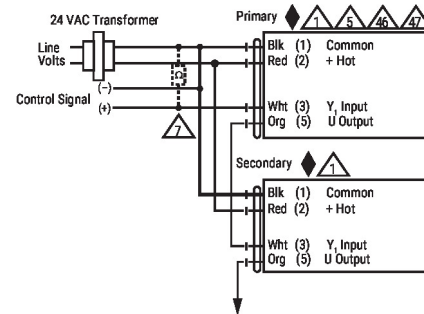 24 VAC Transformer
Primary 1 5 46 47
Line
Volts
Blk (1) Common
Red (2) + Hot
Ω
(–)
Control Signal
(+)
Wht (3) Y1 Input
Org (5) U Output
7
Secondary 1
Blk (1) Common
Red (2) + Hot
Wht (3) Y1 Input
Org (5) U Output